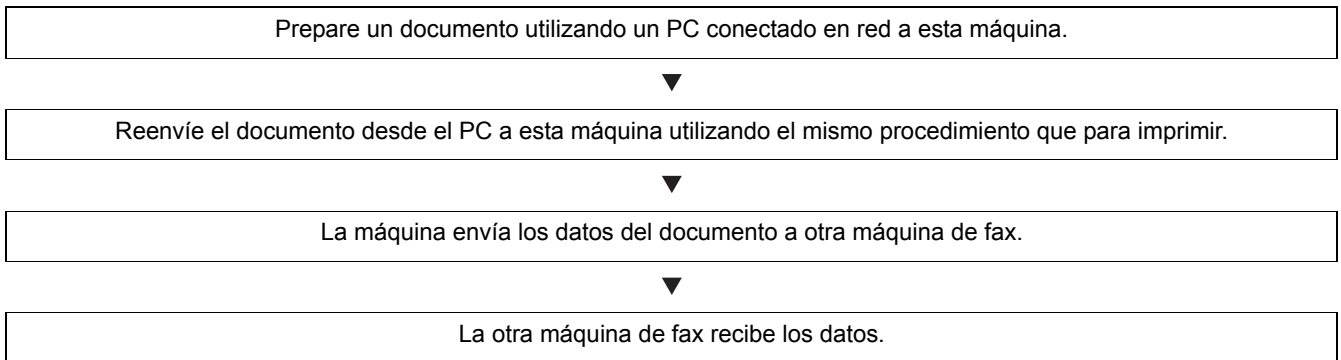 Prepare un documento utilizando un PC conectado en red a esta máquina.
Reenvíe el documento desde el PC a esta máquina utilizando el mismo procedimiento que para imprimir.
La máquina envía los datos del documento a otra máquina de fax.
La otra máquina de fax recibe los datos.